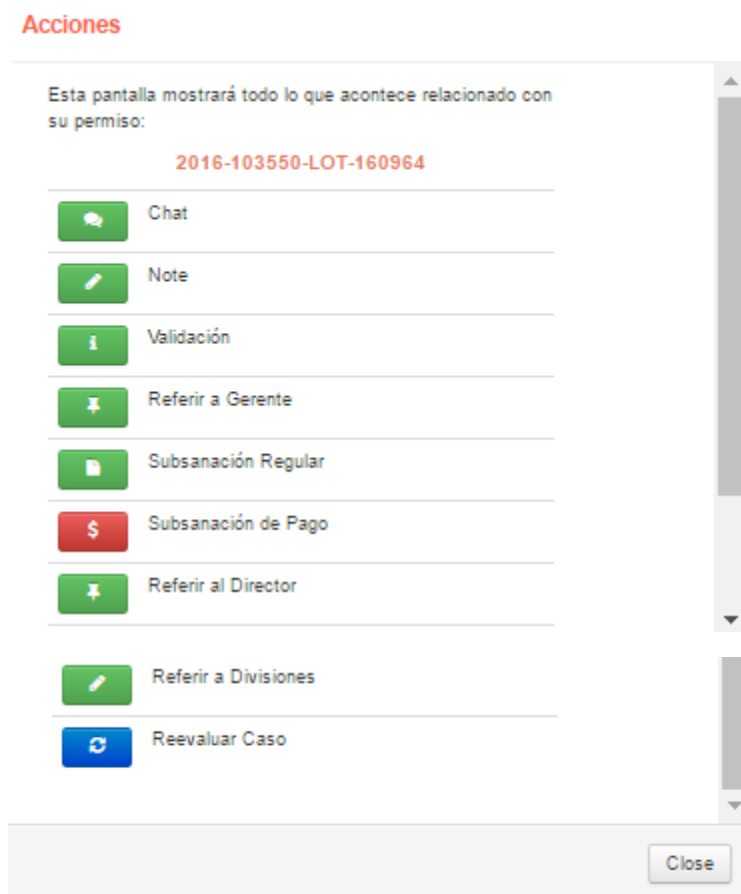 Acciones
Esta pantalla mostrará todo lo que acontece relacionado con
su permiso:
2016-103550-LOT-160964
Chat
Note
Validación
Referir a Gerente
Subsanación Regular
$ Subsanación de Pago
Referir al Director
Referir a Divisiones
Reevaluar Caso
Close